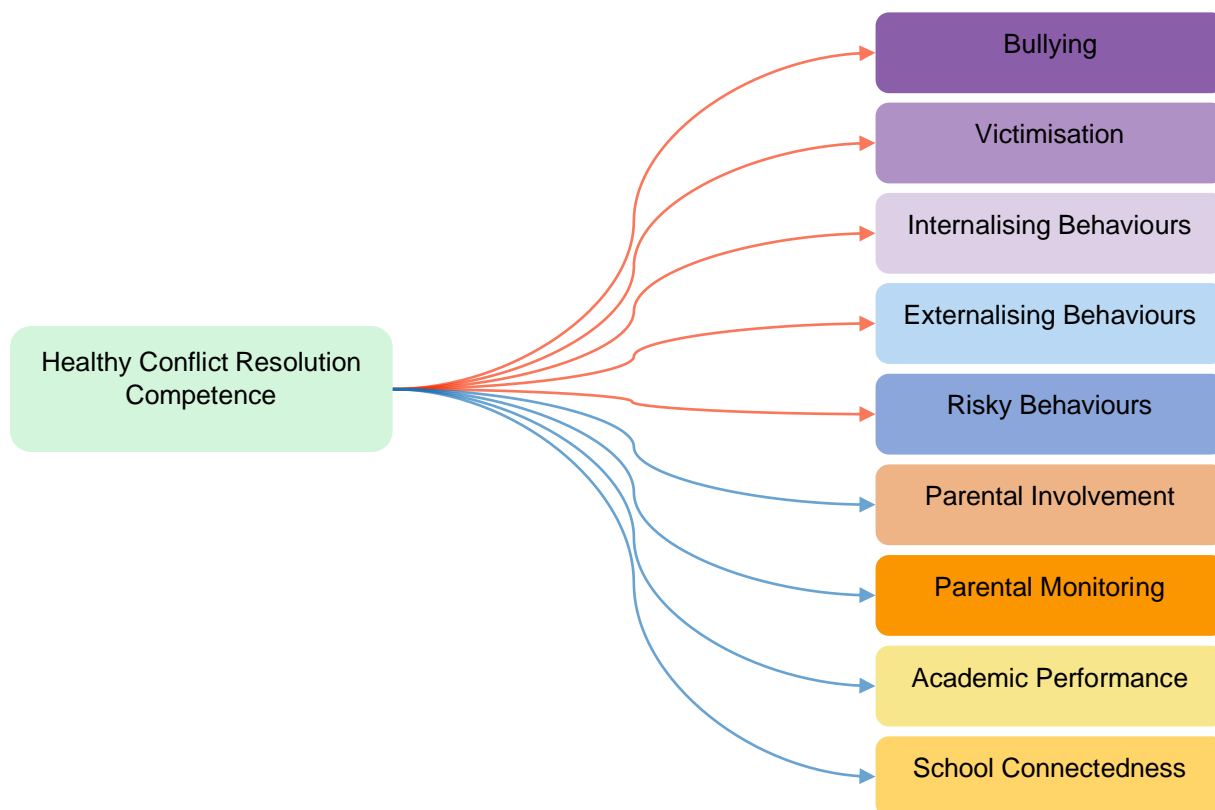 Bullying
Victimisation
Internalising Behaviours
Externalising Behaviours
Healthy Conflict Resolution
Competence
Risky Behaviours
Parental Involvement
Parental Monitoring
Academic Performance
School Connectedness